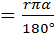 = rπα / 180°